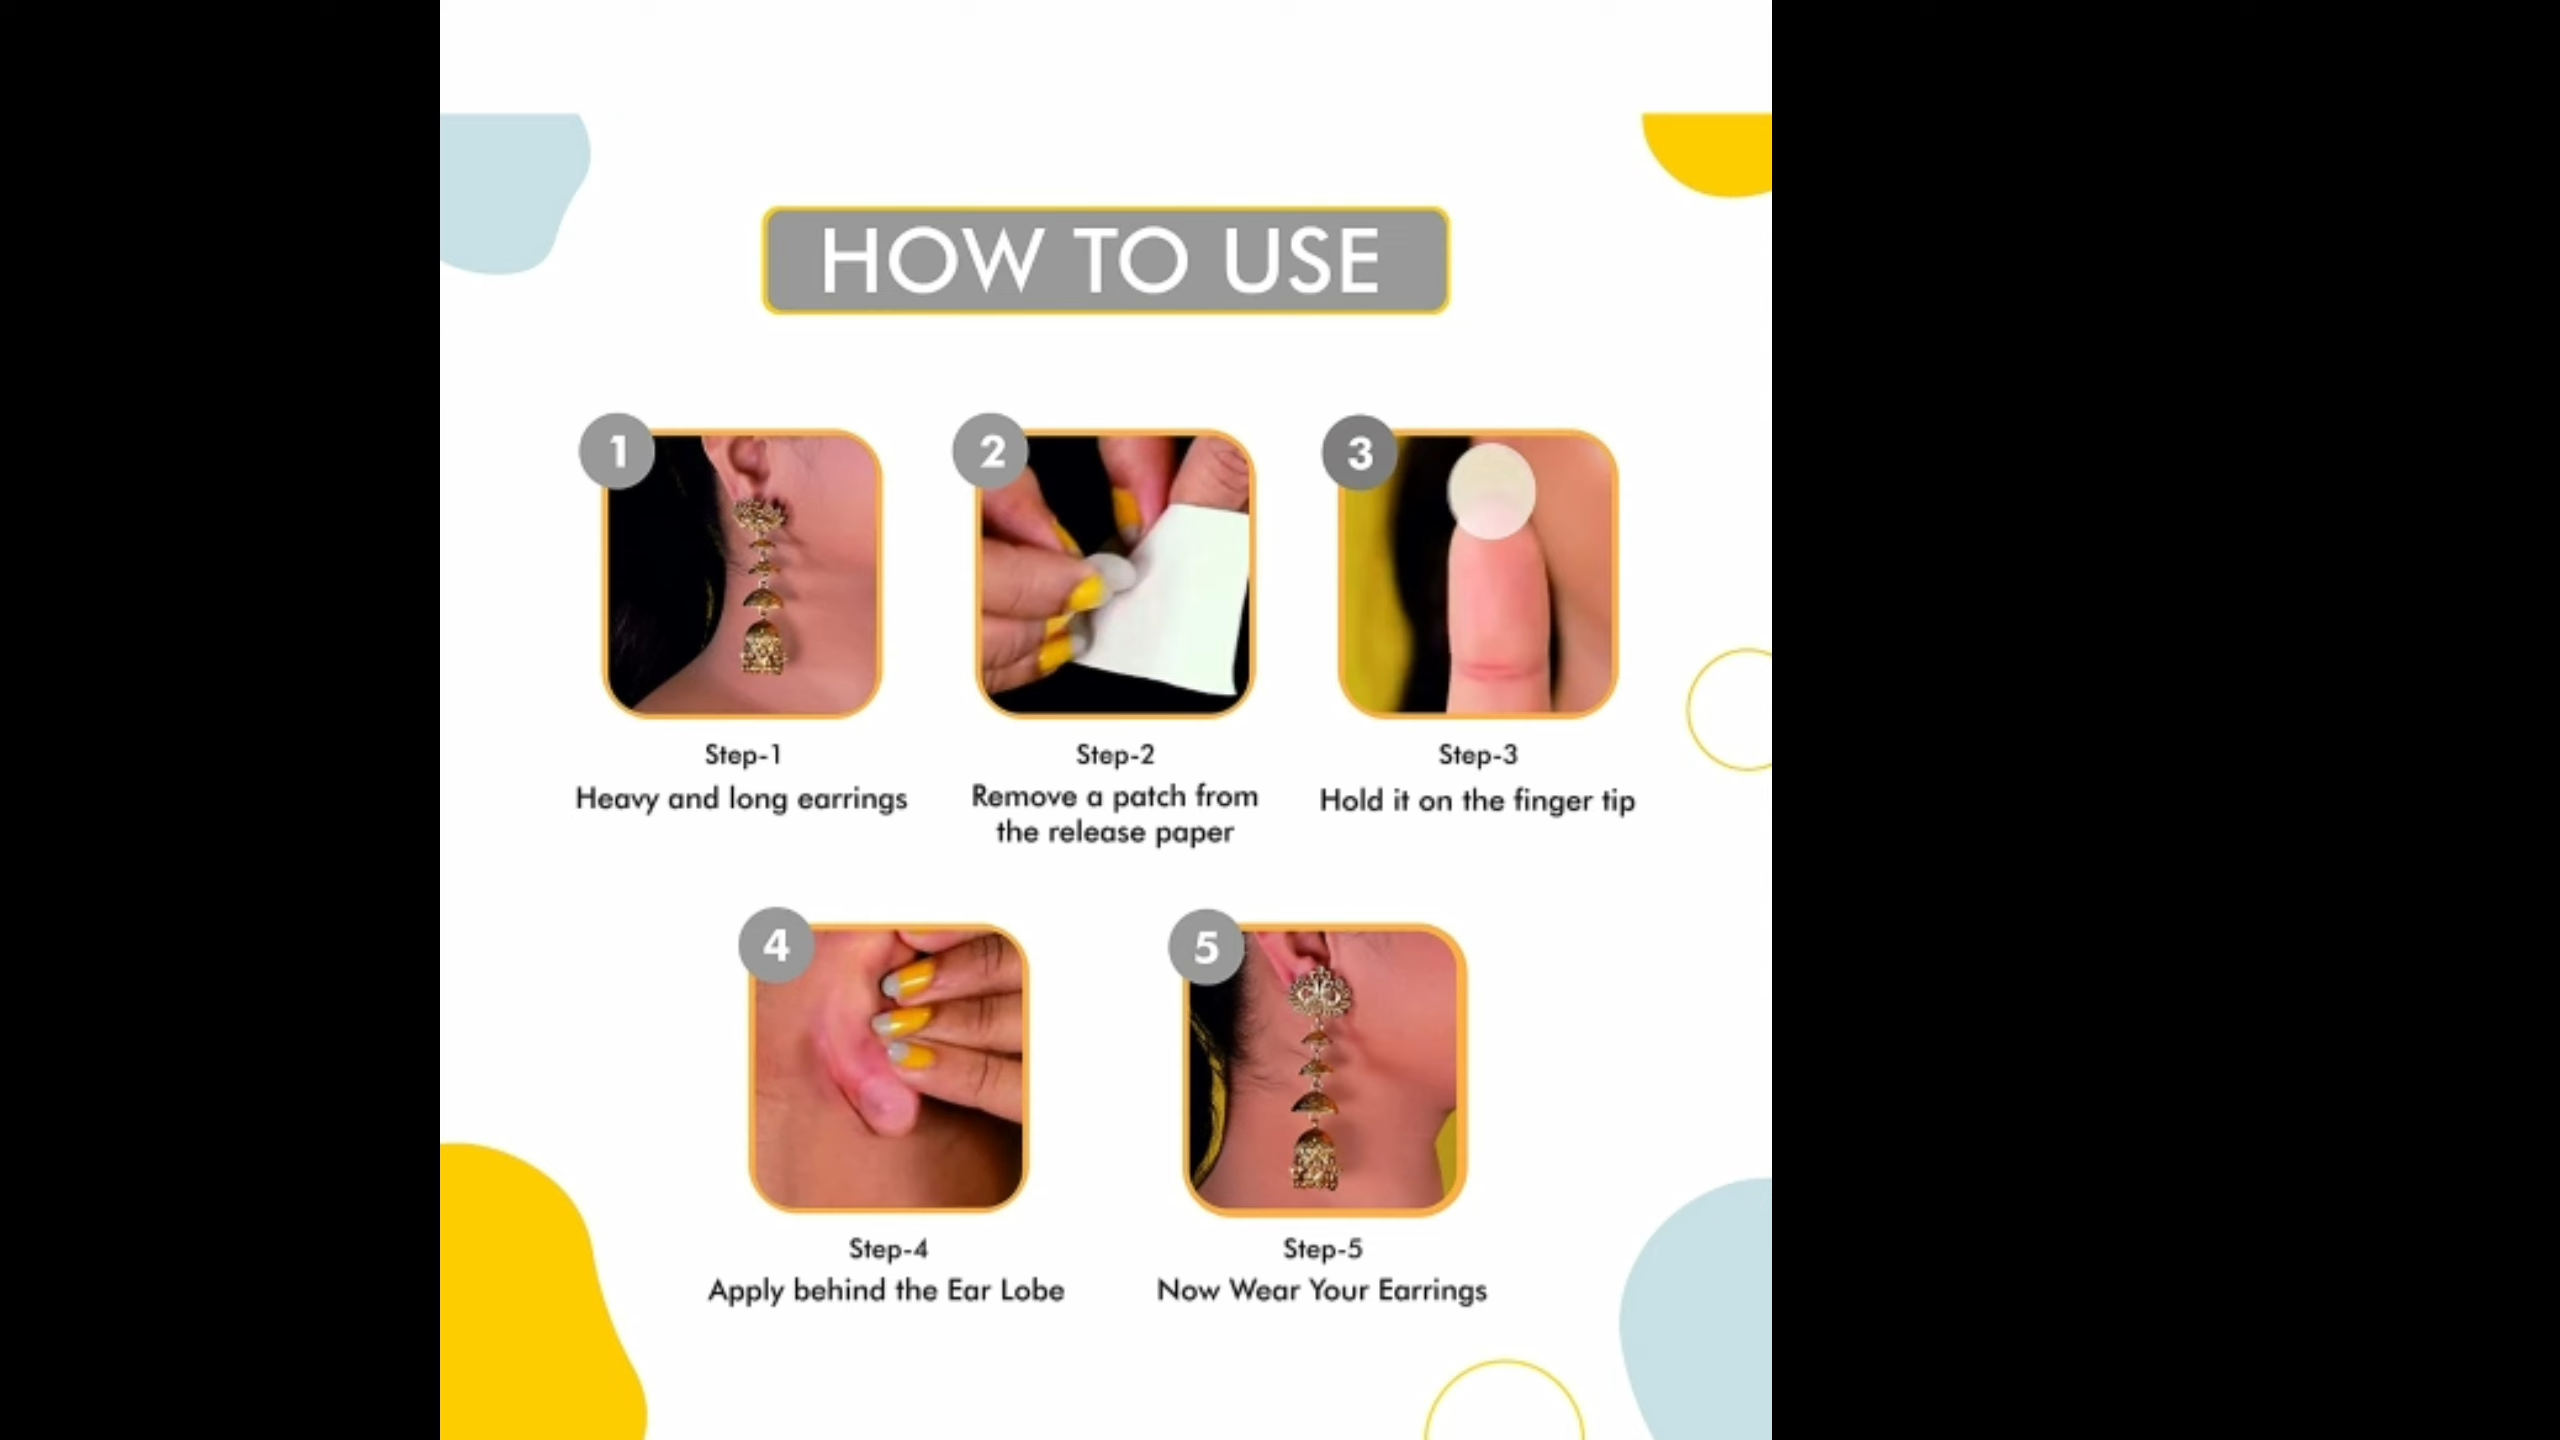 HOW TO USE
1
2
3
Step-1
Heavy and long earrings
Step-2
Remove a patch from
the release paper
Step-3
Hold it on the finger tip
4
5
Step-4
Apply behind the Ear Lobe
Step-5
Now Wear Your Earrings